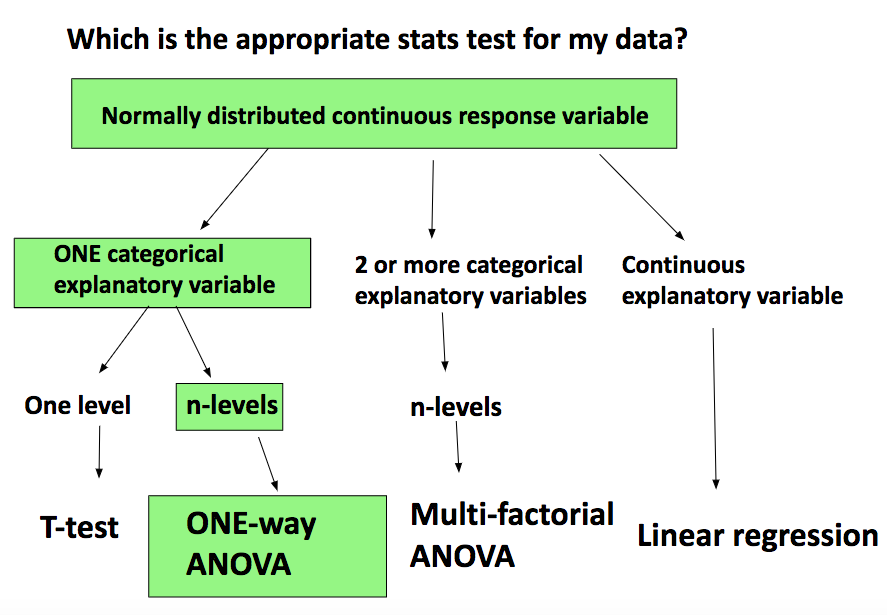 Which is the appropriate stats test for my data?
Normally distributed continuous response variable
ONE categorical
explanatory variable
2 or more categorical
explanatory variables
Continuous
explanatory variable
One level
n-levels
n-levels
T-test
ONE-way
ANOVA
Multi-factorial
ANOVA
Linear regression